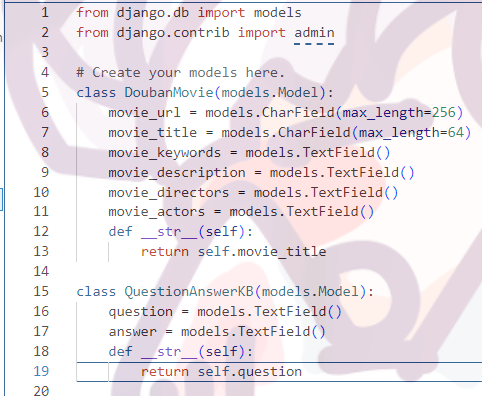 1 from django.db import models
2 from django.contrib import admin
3
4 # Create your models here.
5 class DoubanMovie(models.Model):
6     movie_url = models.CharField(max_length=256)
7     movie_title = models.CharField(max_length=64)
8     movie_keywords = models.TextField()
9     movie_description = models.TextField()
10     movie_directors = models.TextField()
11     movie_actors = models.TextField()
12     def __str__(self):
13         return self.movie_title
14
15 class QuestionAnswerKB(models.Model):
16     question = models.TextField()
17     answer = models.TextField()
18     def __str__(self):
19         return self.question
20